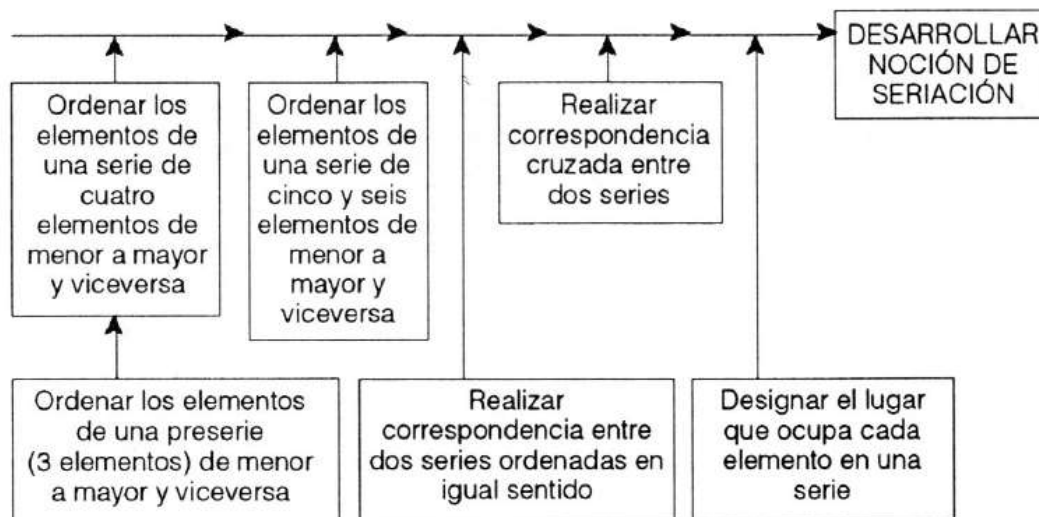 DESARROLLAR
NOCIÓN DE
SERIACIÓN
Ordenar los
elementos
de
una serie de
cuatro
elementos de
menor a mayor
y viceversa
Ordenar los
elementos de
una serie de
cinco y seis
elementos de
menor a
mayor y
viceversa
Realizar
correspondencia
cruzada entre
dos series
Ordenar los elementos
de una preserie
(3 elementos) de menor
a mayor y viceversa
Realizar
correspondencia entre
dos series ordenadas en
igual sentido
Designar el lugar
que ocupa cada
elemento en una
serie